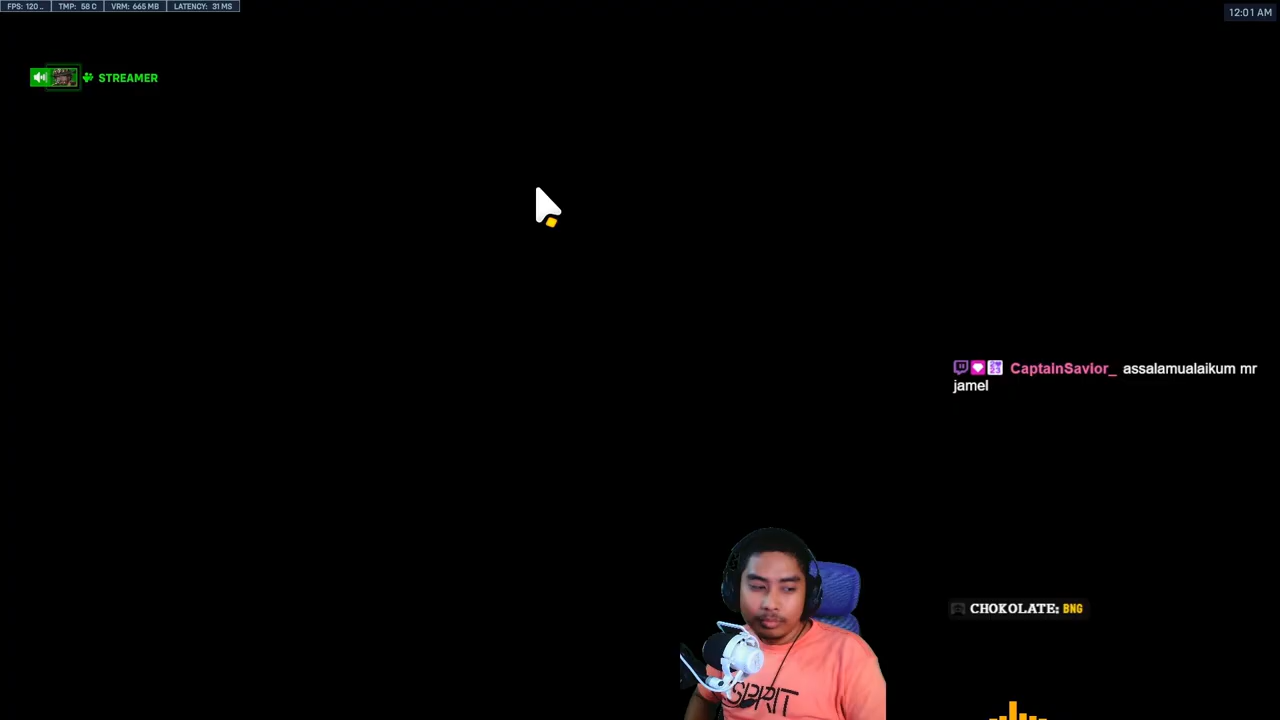 FPS: 120 .. TMP: 58 C VRM: 665 MB LATENCY: 31 MS
12:01 AM
STREAMER
CaptainSavior_ assalamualaikum mr
jamel
CHOKOLATE: BNG